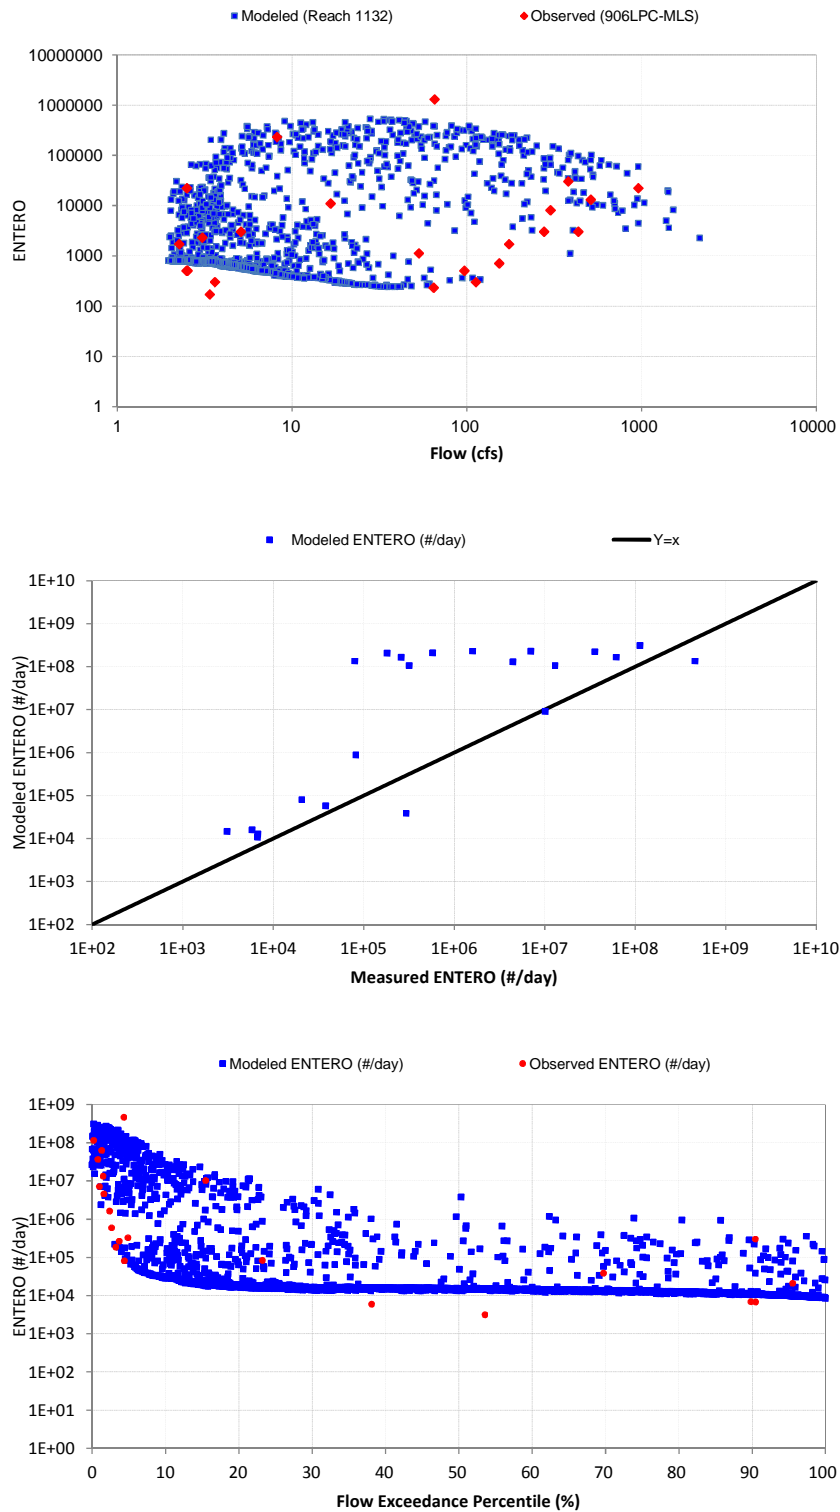 Modeled (Reach 1132) Observed (906LPC-MLS)
10000000
1000000
100000
10000
1000
100
10
1
ENTERO
1 10 100 1000 10000
Flow (cfs)
Modeled ENTERO (#/day) Y=x
1E+10
1E+09
1E+08
1E+07
1E+06
1E+05
1E+04
1E+03
1E+02
Modeled ENTERO (#/day)
1E+02 1E+03 1E+04 1E+05 1E+06 1E+07 1E+08 1E+09 1E+10
Measured ENTERO (#/day)
Modeled ENTERO (#/day) Observed ENTERO (#/day)
1E+09
1E+08
1E+07
1E+06
1E+05
1E+04
1E+03
1E+02
1E+01
1E+00
ENTERO (#/day)
0 10 20 30 40 50 60 70 80 90 100
Flow Exceedance Percentile (%)